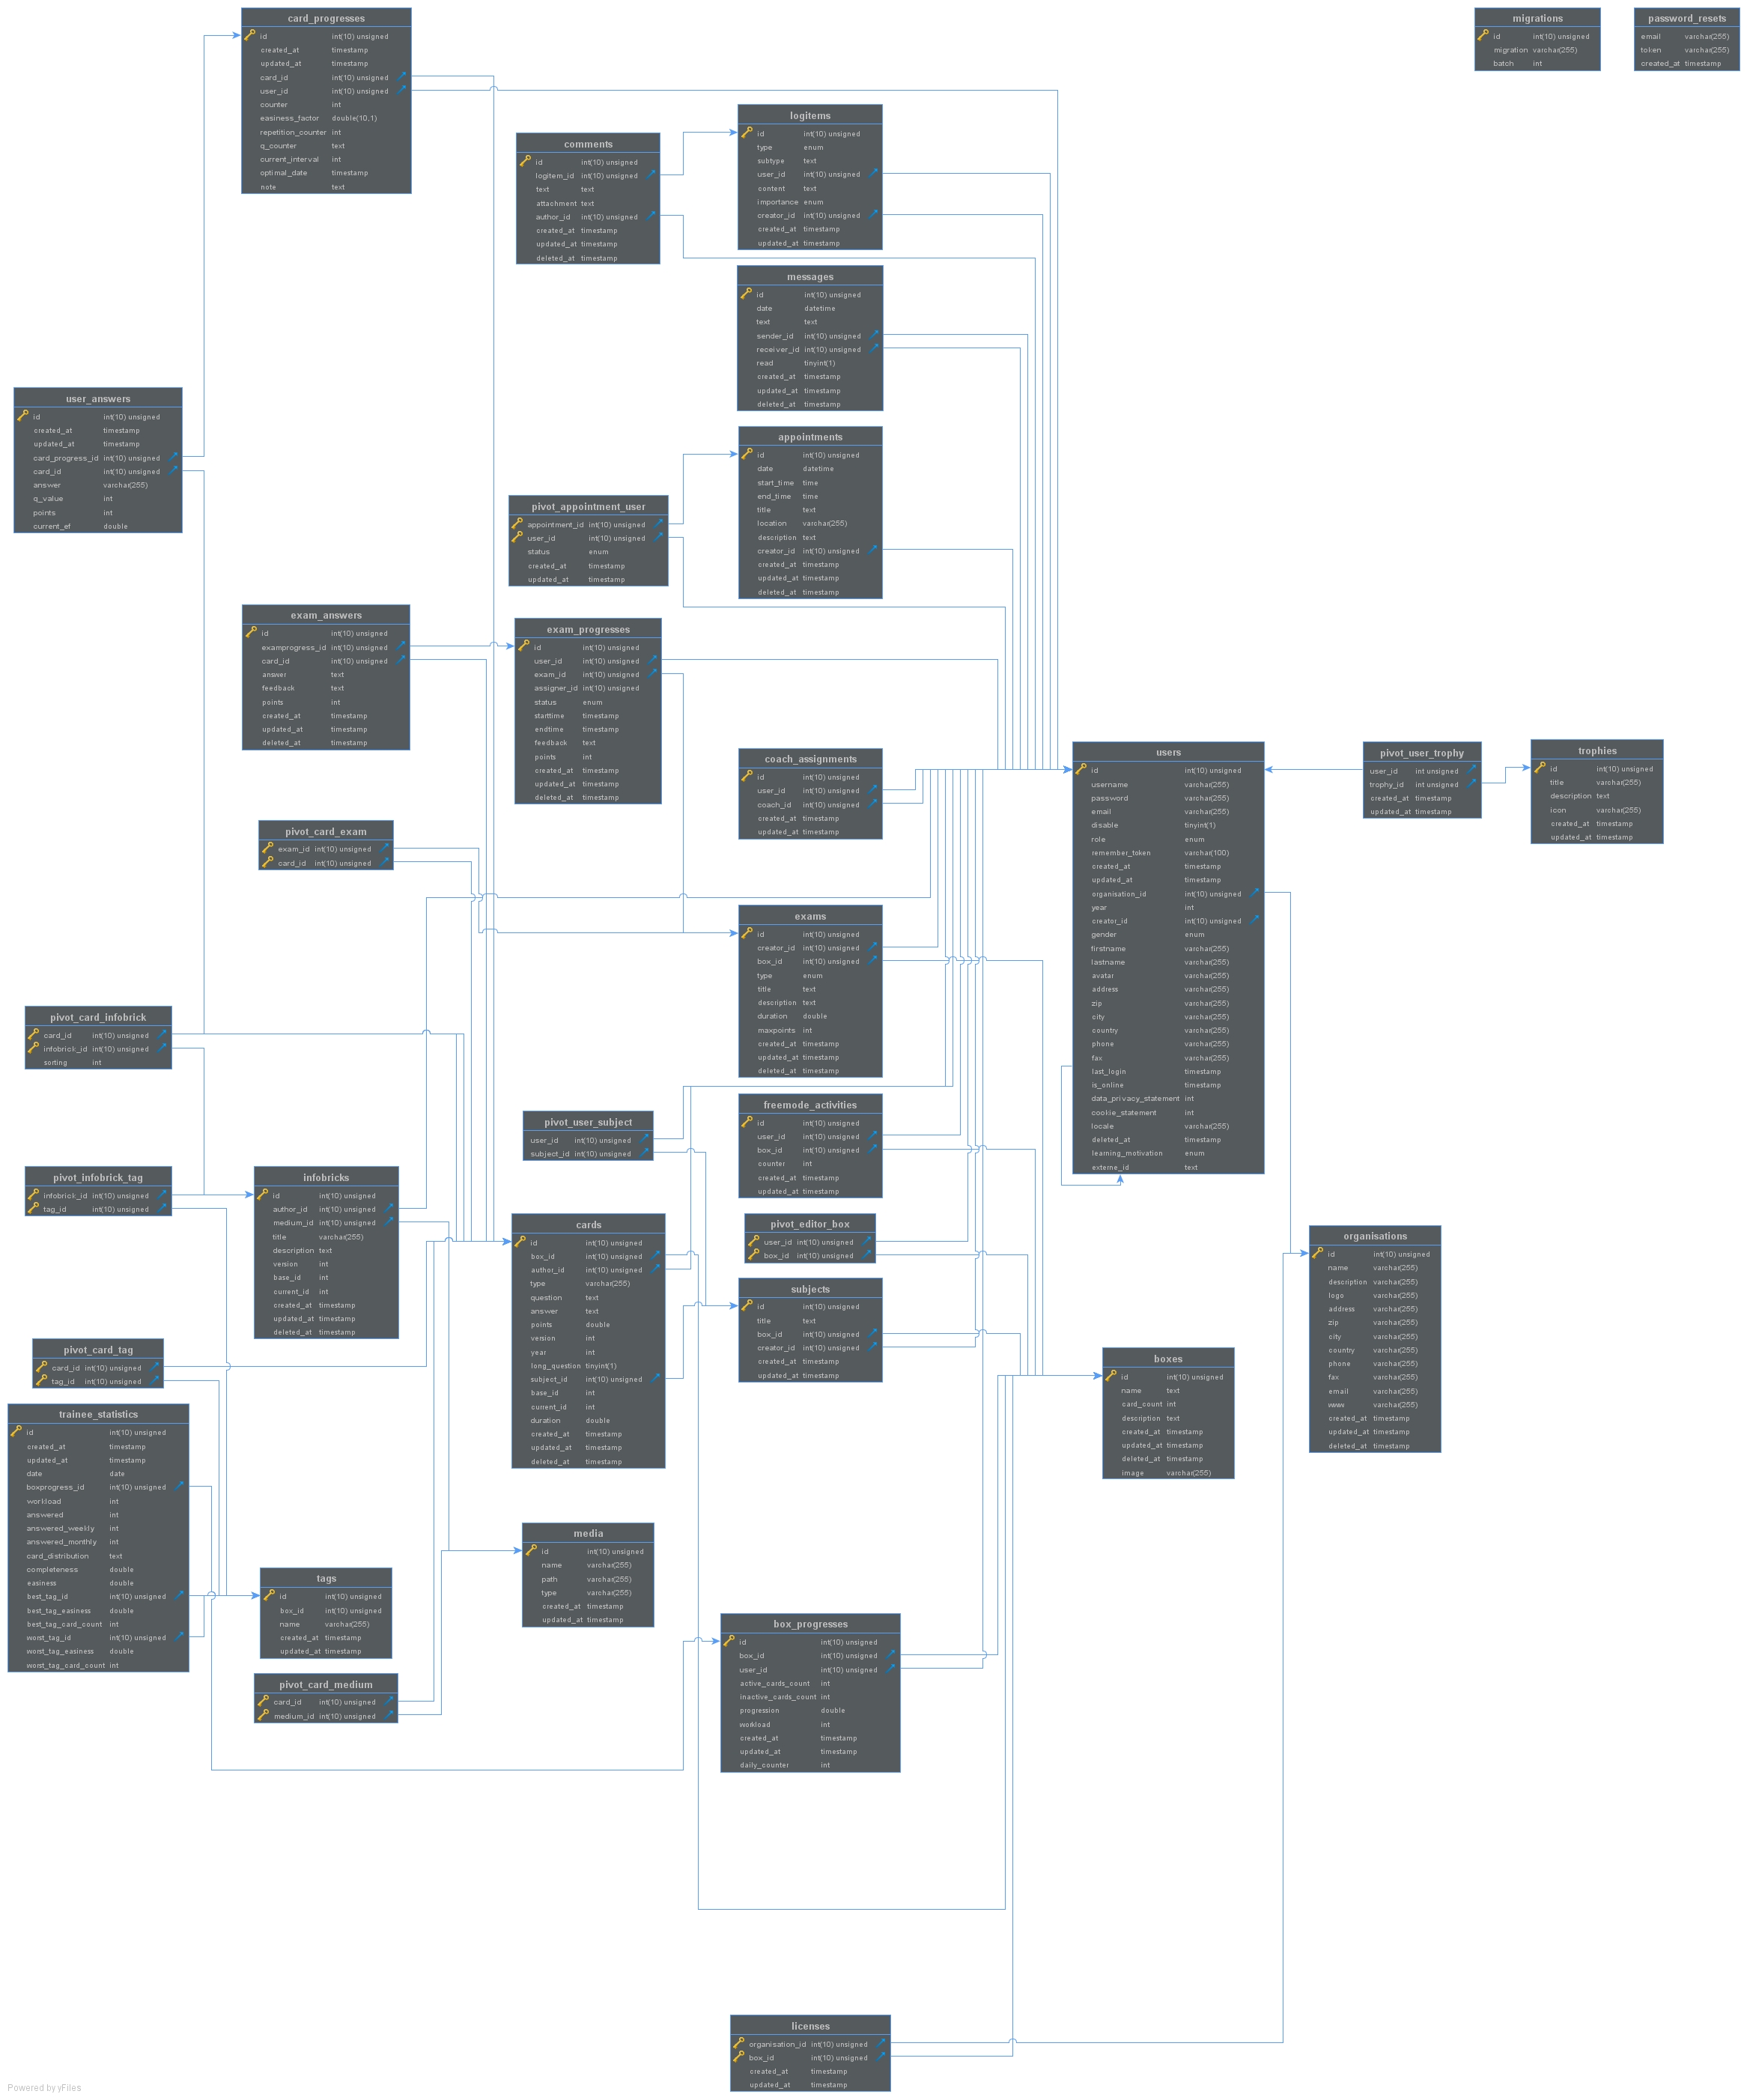 card_progresses
id int(10) unsigned
created_at timestamp
updated_at timestamp
card_id int(10) unsigned
user_id int(10) unsigned
counter int
easiness_factor double(10,1)
repetition_counter int
q_counter text
current_interval int
optimal_date timestamp
note text
migrations
id int(10) unsigned
migration varchar(255)
batch int
password_resets
email varchar(255)
token varchar(255)
created_at timestamp
logitems
id int(10) unsigned
type enum
subtype text
user_id int(10) unsigned
content text
importance enum
creator_id int(10) unsigned
created_at timestamp
updated_at timestamp
comments
id int(10) unsigned
logitem_id int(10) unsigned
text text
attachment text
author_id int(10) unsigned
created_at timestamp
updated_at timestamp
deleted_at timestamp
messages
id int(10) unsigned
date datetime
text text
sender_id int(10) unsigned
receiver_id int(10) unsigned
read tinyint(1)
created_at timestamp
updated_at timestamp
deleted_at timestamp
user_answers
id int(10) unsigned
created_at timestamp
updated_at timestamp
card_progress_id int(10) unsigned
card_id int(10) unsigned
answer varchar(255)
q_value int
points int
current_ef double
appointments
id int(10) unsigned
date datetime
start_time time
end_time time
title text
location varchar(255)
description text
creator_id int(10) unsigned
created_at timestamp
updated_at timestamp
deleted_at timestamp
pivot_appointment_user
appointment_id int(10) unsigned
user_id int(10) unsigned
status enum
created_at timestamp
updated_at timestamp
exam_answers
id int(10) unsigned
examprogress_id int(10) unsigned
card_id int(10) unsigned
answer text
feedback text
points int
created_at timestamp
updated_at timestamp
deleted_at timestamp
exam_progresses
id int(10) unsigned
user_id int(10) unsigned
exam_id int(10) unsigned
assigner_id int(10) unsigned
status enum
starttime timestamp
endtime timestamp
feedback text
points int
created_at timestamp
updated_at timestamp
deleted_at timestamp
coach_assignments
id int(10) unsigned
user_id int(10) unsigned
coach_id int(10) unsigned
created_at timestamp
updated_at timestamp
users
id int(10) unsigned
username varchar(255)
password varchar(255)
email varchar(255)
disable tinyint(1)
role enum
remember_token varchar(100)
created_at timestamp
updated_at timestamp
organisation_id int(10) unsigned
year int
creator_id int(10) unsigned
gender enum
firstname varchar(255)
lastname varchar(255)
avatar varchar(255)
address varchar(255)
zip varchar(255)
city varchar(255)
country varchar(255)
phone varchar(255)
fax varchar(255)
last_login timestamp
is_online timestamp
data_privacy_statement int
cookie_statement int
locale varchar(255)
deleted_at timestamp
learning_motivation enum
externe_id text
pivot_user_trophy
user_id int unsigned
trophy_id int unsigned
created_at timestamp
updated_at timestamp
trophies
id int(10) unsigned
title varchar(255)
description text
icon varchar(255)
created_at timestamp
updated_at timestamp
pivot_card_exam
exam_id int(10) unsigned
card_id int(10) unsigned
exams
id int(10) unsigned
creator_id int(10) unsigned
box_id int(10) unsigned
type enum
title text
description text
duration double
maxpoints int
created_at timestamp
updated_at timestamp
deleted_at timestamp
pivot_card_infobrick
card_id int(10) unsigned
infobrick_id int(10) unsigned
sorting int
freemode_activities
id int(10) unsigned
user_id int(10) unsigned
box_id int(10) unsigned
counter int
created_at timestamp
updated_at timestamp
pivot_user_subject
user_id int(10) unsigned
subject_id int(10) unsigned
pivot_infobrick_tag
infobrick_id int(10) unsigned
tag_id int(10) unsigned
infobricks
id int(10) unsigned
author_id int(10) unsigned
medium_id int(10) unsigned
title varchar(255)
description text
version int
base_id int
current_id int
created_at timestamp
updated_at timestamp
deleted_at timestamp
cards
id int(10) unsigned
box_id int(10) unsigned
author_id int(10) unsigned
type varchar(255)
question text
answer text
points double
version int
year int
long_question tinyint(1)
subject_id int(10) unsigned
base_id int
current_id int
duration double
created_at timestamp
updated_at timestamp
deleted_at timestamp
pivot_editor_box
user_id int(10) unsigned
box_id int(10) unsigned
subjects
id int(10) unsigned
title text
box_id int(10) unsigned
creator_id int(10) unsigned
created_at timestamp
updated_at timestamp
organisations
id int(10) unsigned
name varchar(255)
description varchar(255)
logo varchar(255)
address varchar(255)
zip varchar(255)
city varchar(255)
country varchar(255)
phone varchar(255)
fax varchar(255)
email varchar(255)
www varchar(255)
created_at timestamp
updated_at timestamp
deleted_at timestamp
boxes
id int(10) unsigned
name text
card_count int
description text
created_at timestamp
updated_at timestamp
deleted_at timestamp
image varchar(255)
pivot_card_tag
card_id int(10) unsigned
tag_id int(10) unsigned
trainee_statistics
id int(10) unsigned
created_at timestamp
updated_at timestamp
date date
boxprogress_id int(10) unsigned
workload int
answered int
answered_weekly int
answered_monthly int
card_distribution text
completeness double
easiness double
best_tag_id int(10) unsigned
best_tag_easiness double
best_tag_card_count int
worst_tag_id int(10) unsigned
worst_tag_easiness double
worst_tag_card_count int
media
id int(10) unsigned
name varchar(255)
path varchar(255)
type varchar(255)
created_at timestamp
updated_at timestamp
tags
id int(10) unsigned
box_id int(10) unsigned
name varchar(255)
created_at timestamp
updated_at timestamp
box_progresses
id int(10) unsigned
box_id int(10) unsigned
user_id int(10) unsigned
active_cards_count int
inactive_cards_count int
progression double
workload int
created_at timestamp
updated_at timestamp
daily_counter int
pivot_card_medium
card_id int(10) unsigned
medium_id int(10) unsigned
licenses
organisation_id int(10) unsigned
box_id int(10) unsigned
created_at timestamp
updated_at timestamp
Powered by yFiles